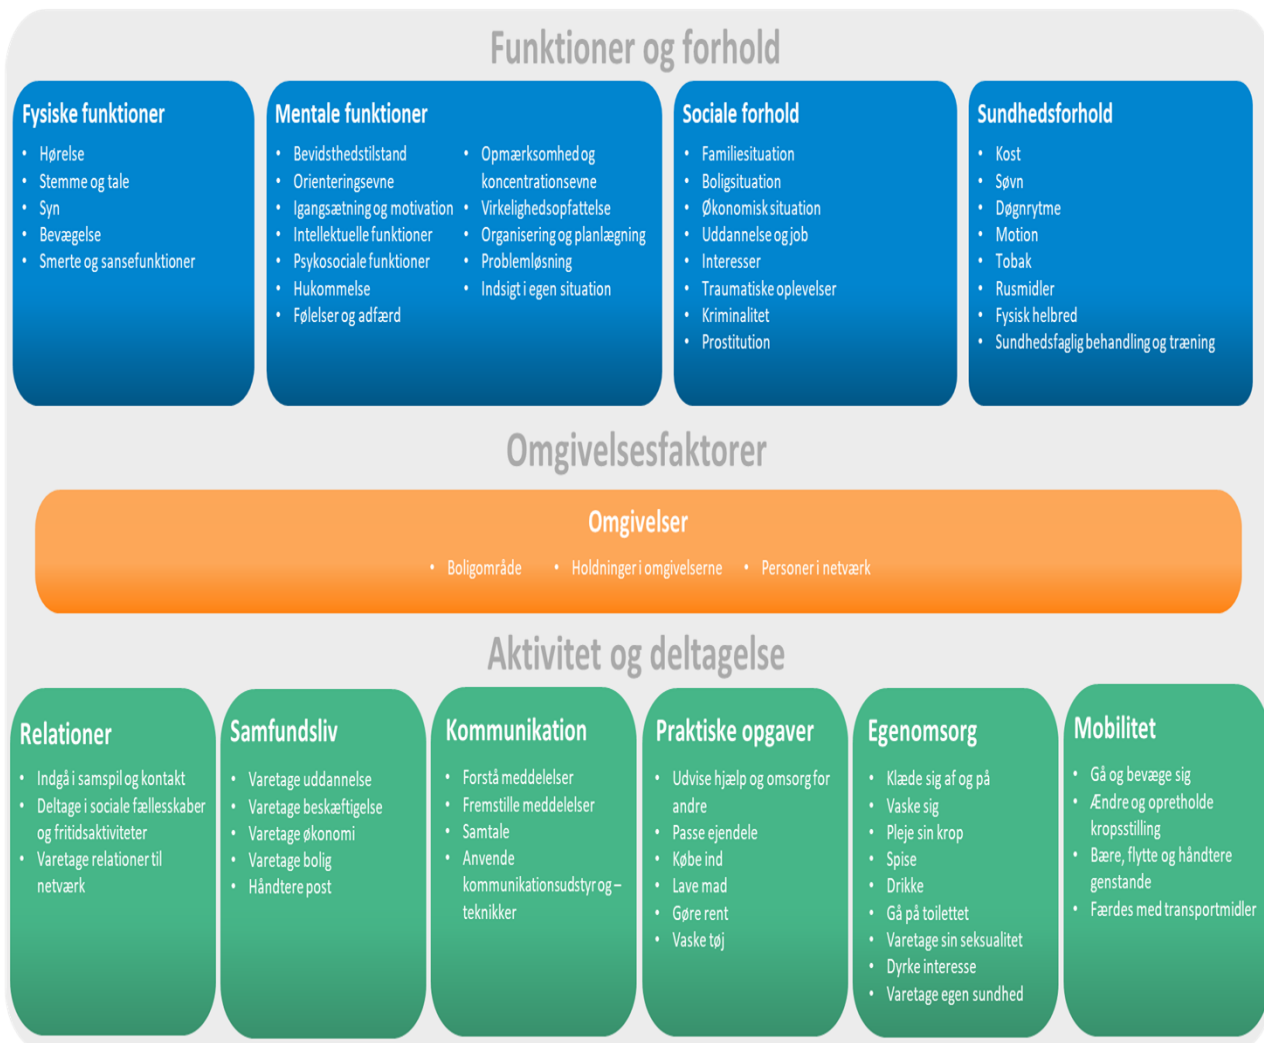 Funktioner og forhold
Fysiske funktioner
• Hørelse
• Stemme og tale
• Syn
• Bevægelse
• Smerte og sansefunktioner
Mentale funktioner
• Bevidsthedstilstand
• Orienteringsevne
• Igangsætning og motivation
• Intellektuelle funktioner
• Psykosociale funktioner
• Hukommelse
• Følelser og adfærd
• Opmærksomhed og
koncentrationsevne
• Virkelighedsopfattelse
• Organisering og planlægning
• Problemløsning
• Indsigt i egen situation
Sociale forhold
• Familiesituation
• Boligsituation
• Økonomisk situation
• Uddannelse og job
• Interesser
• Traumatiske oplevelser
• Kriminalitet
• Prostitution
Sundhedsforhold
• Kost
• Søvn
• Døgnrytme
• Motion
• Tobak
• Rusmidler
• Fysisk helbred
• Sundhedsfaglig behandling og træning
Omgivelsesfaktorer
Omgivelser
• Boligområde • Holdninger i omgivelserne • Personer i netværk
Aktivitet og deltagelse
Relationer
• Indgå i samspil og kontakt
• Deltage i sociale fællesskaber
og fritidsaktiviteter
• Varetage relationer til
netværk
Samfundsliv
• Varetage uddannelse
• Varetage beskæftigelse
• Varetage økonomi
• Varetage bolig
• Håndtere post
Kommunikation
• Forstå meddelelser
• Fremstille meddelelser
• Samtale
• Anvende
kommunikationsudstyr og –
teknikker
Praktiske opgaver
• Udvise hjælp og omsorg for
andre
• Passe ejendele
• Købe ind
• Lave mad
• Gøre rent
• Vaske tøj
Egenomsorg
• Klæde sig af og på
• Vaske sig
• Pleje sin krop
• Spise
• Drikke
• Gå på toilettet
• Varetage sin seksualitet
• Dyrke interesse
• Varetage egen sundhed
Mobilitet
• Gå og bevæge sig
• Ændre og opretholde
kropsstilling
• Bære, flytte og håndtere
genstande
• Færdes med transportmidler